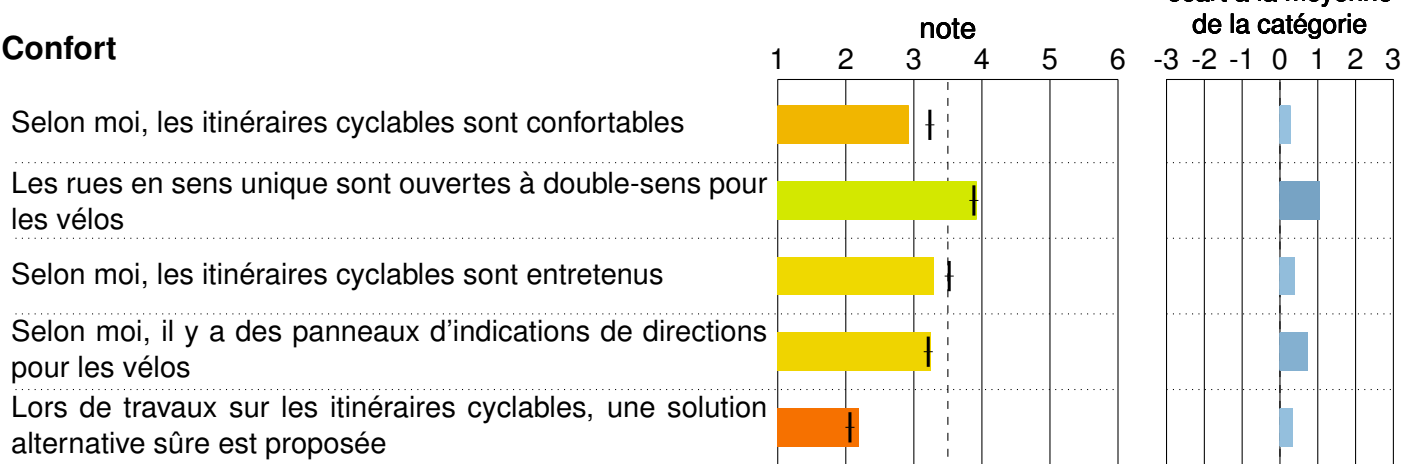 de la catégorie
note
Confort
1 2 3 4 5 6 -3 -2 -1 0 1 2 3
Selon moi, les itinéraires cyclables sont confortables
Les rues en sens unique sont ouvertes à double-sens pour
les vélos
Selon moi, les itinéraires cyclables sont entretenus
Selon moi, il y a des panneaux d'indications de directions
pour les vélos
Lors de travaux sur les itinéraires cyclables, une solution
alternative sûre est proposée